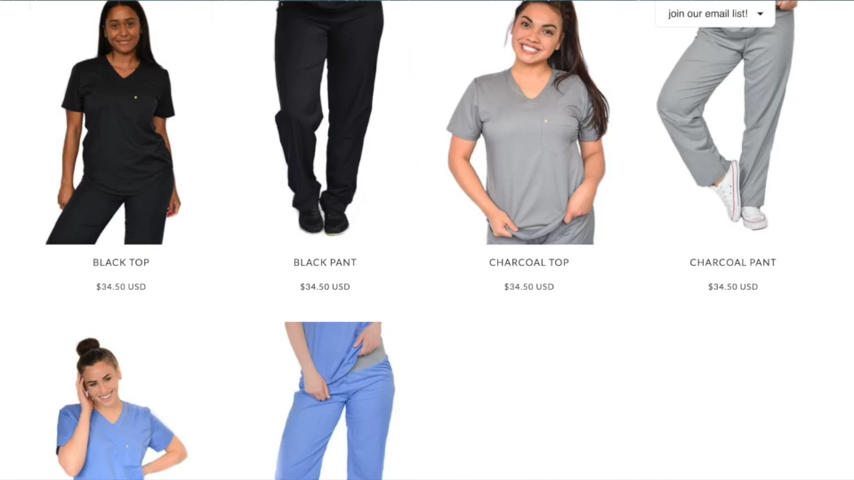 join our email list!
BLACK TOP
BLACK PANT
CHARCOAL TOP
CHARCOAL PANT
$34.50 USD
$34.50 USD
$34.50 USD
$34.50 USD